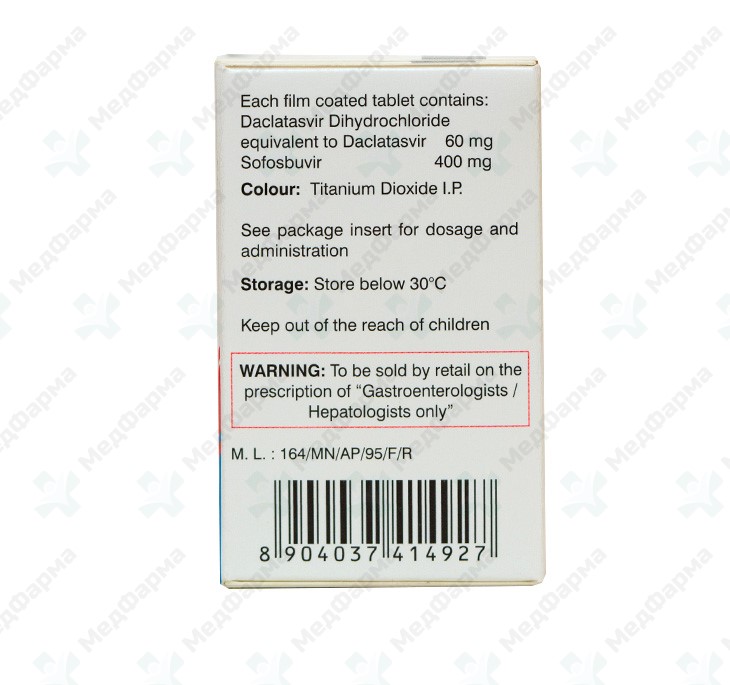 Each film coated tablet contains:
Daclatasvir Dihydrochloride
equivalent to Daclatasvir 60 mg
Sofosbuvir 400 mg
Colour: Titanium Dioxide I.P.
See package insert for dosage and
administration
Storage: Store below 30°C
Keep out of the reach of children
WARNING: To be sold by retail on the
prescription of “Gastroenterologists /
Hepatologists only”
M. L. : 164/MN/AP/95/F/R
8 904037 414927
МедФарма